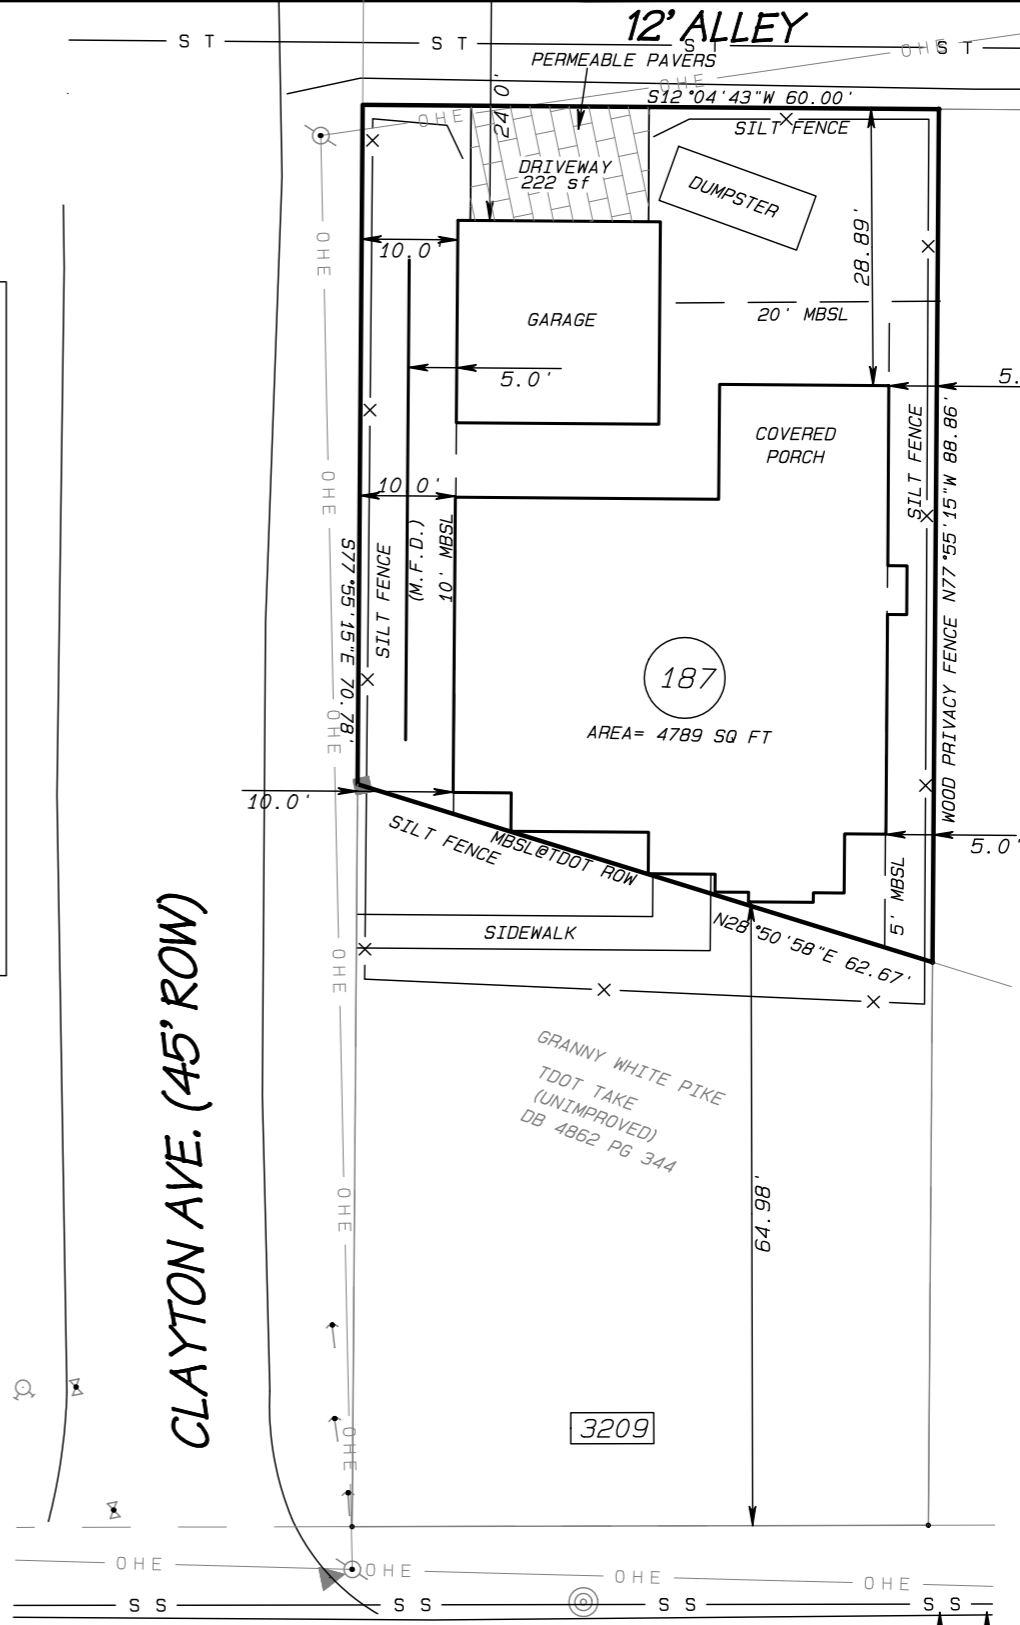 12' ALLEY
S T
S T
S T
S T
OHE
PERMEABLE PAVERS
OHE
S12°04'43"W 60.00'
24.0'
OHE
SILT FENCE
DRIVEWAY
222 sf
DUMPSTER
OHE
10.0'
28.89'
GARAGE
20' MBSL
5.0'
5.
COVERED
PORCH
SILT FENCE
WOOD PRIVACY FENCE N77°55'15"W 88.86'
OHE
10.0'
(M.F.D.)
10' MBSL
SILT FENCE
S77°55'15"E 70.78'
187
AREA= 4789 SQ FT
OHE
10.0'
SILT FENCE
MBSL@TDOT ROW
5.0'
5' MBSL
SIDEWALK
N28°50'58"E 62.67'
OHE
CLAYTON AVE. (45' ROW)
GRANNY WHITE PIKE
TDOT TAKE
(UNIMPROVED)
DB 4862 PG 344
OHE
64.98'
3209
OHE
OHE
OHE
OHE
OHE
S S
S S
S S
S S